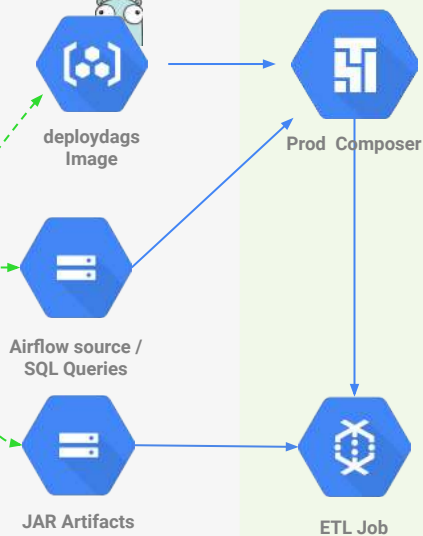 deploydags
Image
Prod Composer
Airflow source /
SQL Queries
JAR Artifacts
ETL Job